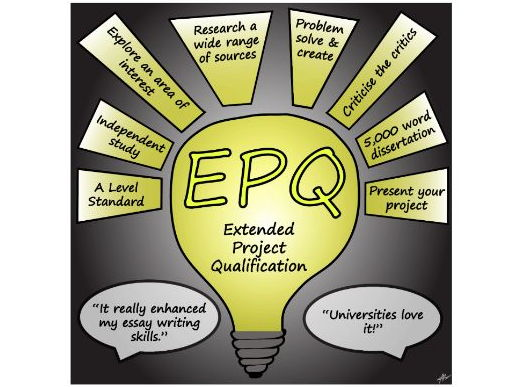 A Level
Standard
Independent
study
Explore an area of
interest
Research a
wide range
of sources
Problem
solve &
create
Criticise the critics
5,000 word
dissertation
Present your
project
EPQ
Extended
Project
Qualification
"It really enhanced
my essay writing
skills."
"Universities love
it!"